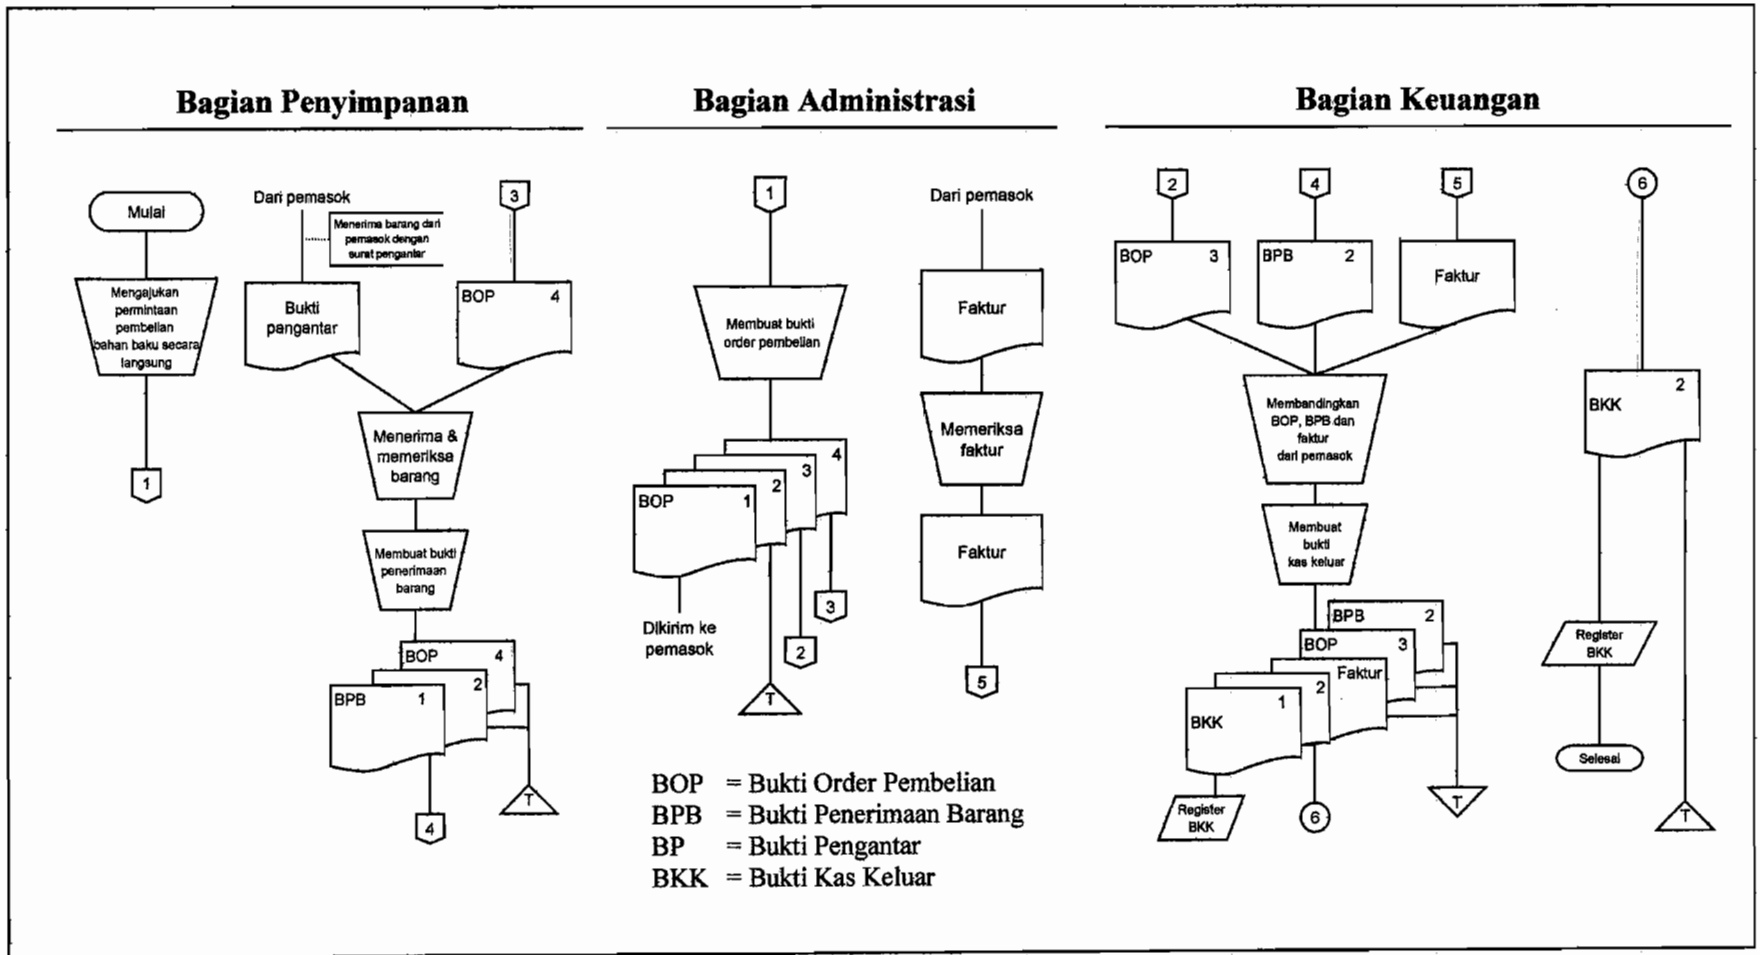 Bagian Penyimpanan
Mulai
Mengajukan
permintaan
pembelian
bahan baku secara
langsung
1
Dari pemasok
Menerima barang dari
pemasok dengan
surat pengantar
Bukti
pangantar
3
BOP 4
Menerima &
memeriksa
barang
Membuat bukti
penerimaan
barang
BOP 4
2
BPB 1
4
T
Bagian Administrasi
1
Membuat bukti
order pembelian
4
3
2
BOP 1
Dikirim ke
pemasok
T
2
3
Dari pemasok
Faktur
Memeriksa
faktur
Faktur
5
BOP = Bukti Order Pembelian
BPB = Bukti Penerimaan Barang
BP = Bukti Pengantar
BKK = Bukti Kas Keluar
Bagian Keuangan
2
4
5
BOP 3
BPB 2
Faktur
Membandingkan
BOP, BPB dan
faktur
dari pemasok
Membuat
bukti
kas keluar
BPB 2
BOP 3
Faktur
2
BKK 1
Register
BKK
6
T
6
2
BKK
Register
BKK
Selesai
T